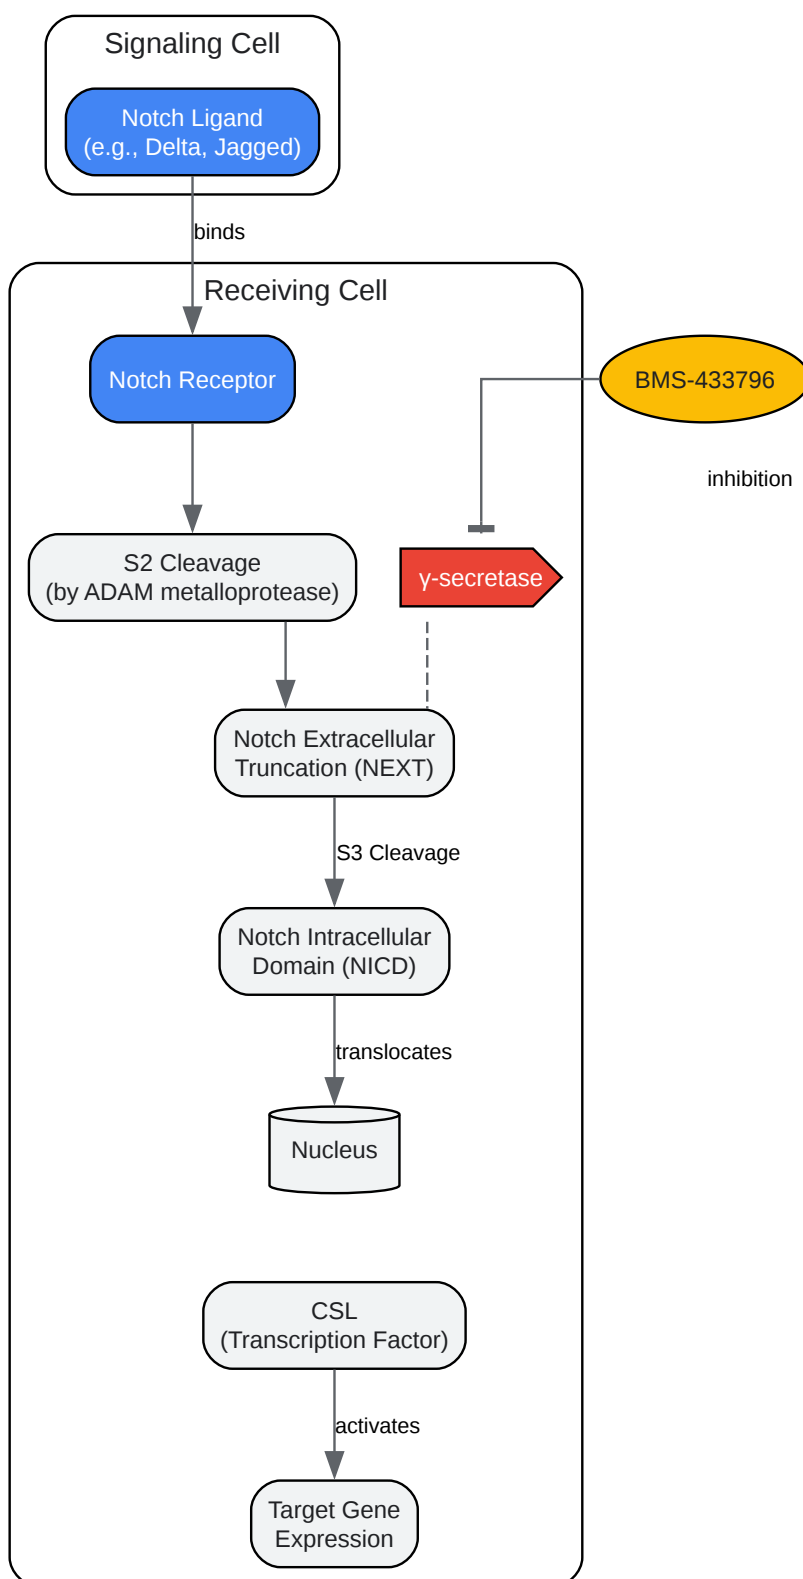 Signaling Cell
Notch Ligand
(e.g., Delta, Jagged)
binds
Receiving Cell
Notch Receptor
BMS-433796
inhibition
S2 Cleavage
(by ADAM metalloprotease)
γ-secretase
Notch Extracellular
Truncation (NEXT)
S3 Cleavage
Notch Intracellular
Domain (NICD)
translocates
Nucleus
CSL
(Transcription Factor)
activates
Target Gene
Expression